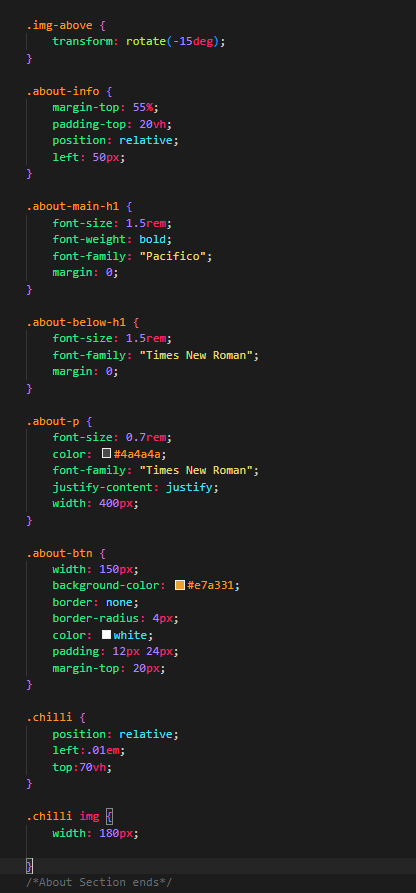 .img-above {
    transform: rotate(-15deg);
}
.about-info {
    margin-top: 55%;
    padding-top: 20vh;
    position: relative;
    left: 50px;
}
.about-main-h1 {
    font-size: 1.5rem;
    font-weight: bold;
    font-family: "Pacifico";
    margin: 0;
}
.about-below-h1 {
    font-size: 1.5rem;
    font-family: "Times New Roman";
    margin: 0;
}
.about-p {
    font-size: 0.7rem;
    color: #4a4a4a;
    font-family: "Times New Roman";
    justify-content: justify;
    width: 400px;
}
.about-btn {
    width: 150px;
    background-color: #e7a331;
    border: none;
    border-radius: 4px;
    color: white;
    padding: 12px 24px;
    margin-top: 20px;
}
.chilli {
    position: relative;
    left:.01em;
    top:70vh;
}
.chilli img {
    width: 180px;
}
/*About Section ends*/